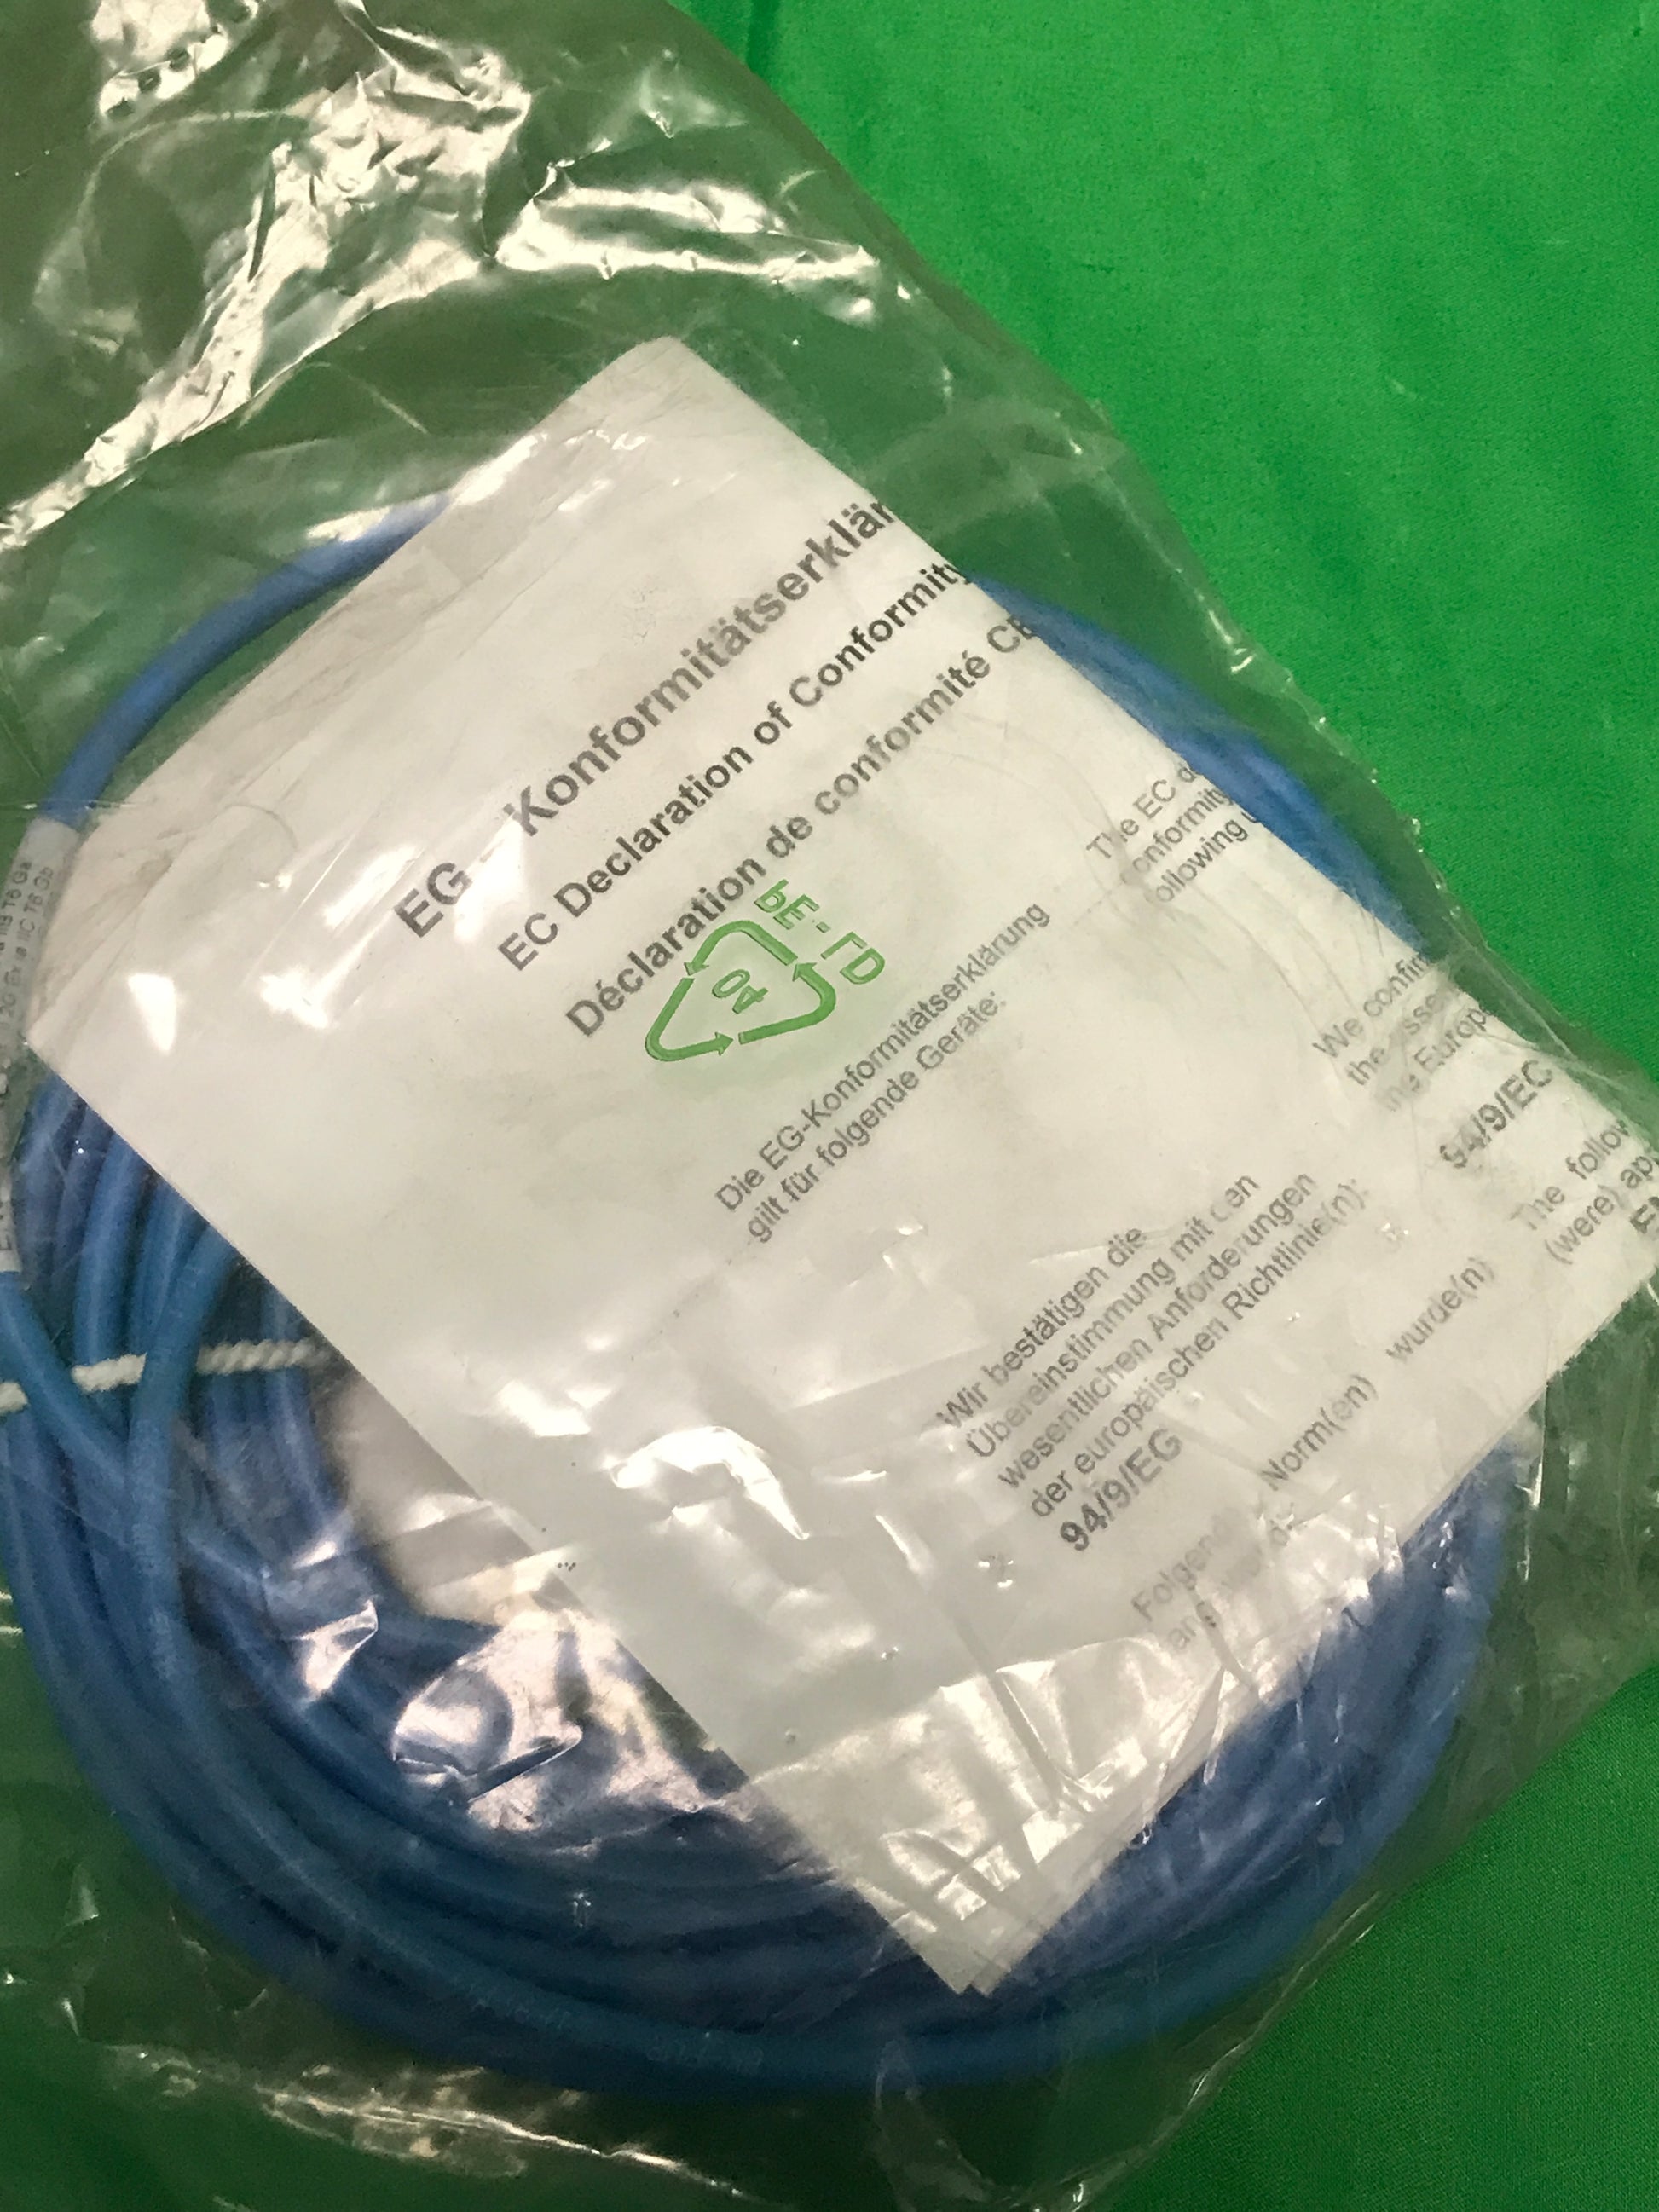 EG - Konformitätserklär
EC Declaration of Conformity
Déclaration de conformité CE
PE-LD
04
Die EG-Konformitätserklärung
gilt für folgende Geräte:
The EC d
conformity
following u
Wir bestätigen die
Übereinstimmung mit den
wesentlichen Anforderungen
der europäischen Richtlinie(n):
94/9/EG
We confirm
the essen
the Europ
94/9/EC
Norm(en) wurde(n)
The follow
(were) app